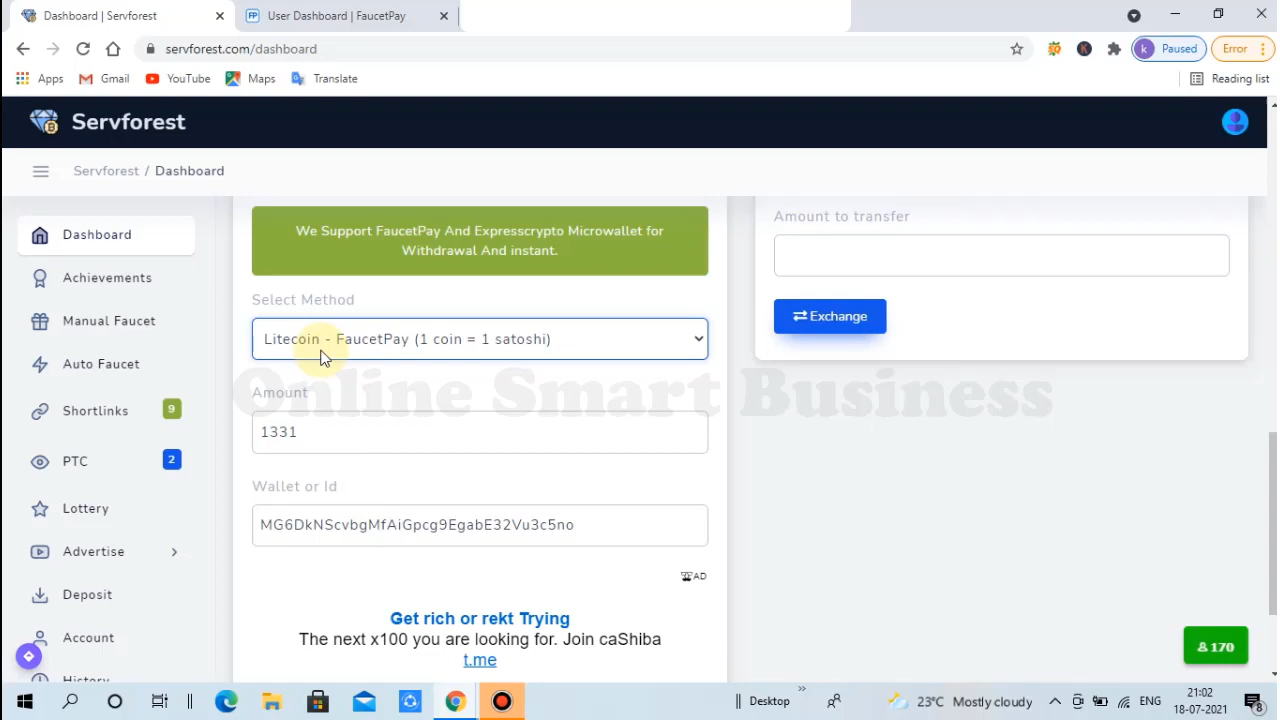 Dashboard | Servforest
FP User Dashboard | FaucetPay
servforest.com/dashboard
K
k Paused
Error
Apps
Gmail
YouTube
Maps
Translate
Reading list
Servforest
Servforest / Dashboard
Dashboard
Achievements
Manual Faucet
Auto Faucet
Shortlinks 9
PTC 2
Lottery
Advertise
Deposit
Account
History
We Support FaucetPay And Expresscrypto Microwallet for
Withdrawal And instant.
Select Method
Litecoin - FaucetPay (1 coin = 1 satoshi)
Amount
1331
Wallet or Id
MG6DkNScvbgMfAiGpcg9EgabE32Vu3c5no
AD
Get rich or rekt Trying
The next x100 you are looking for. Join caShiba
t.me
Amount to transfer
Exchange
Online Smart Business
170
Desktop
23°C Mostly cloudy
ENG
21:02
18-07-2021
8